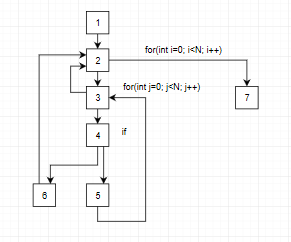 1
for(int i=0; i<N; i++)
2
for(int j=0; j<N; j++)
3
7
4
if
6
5